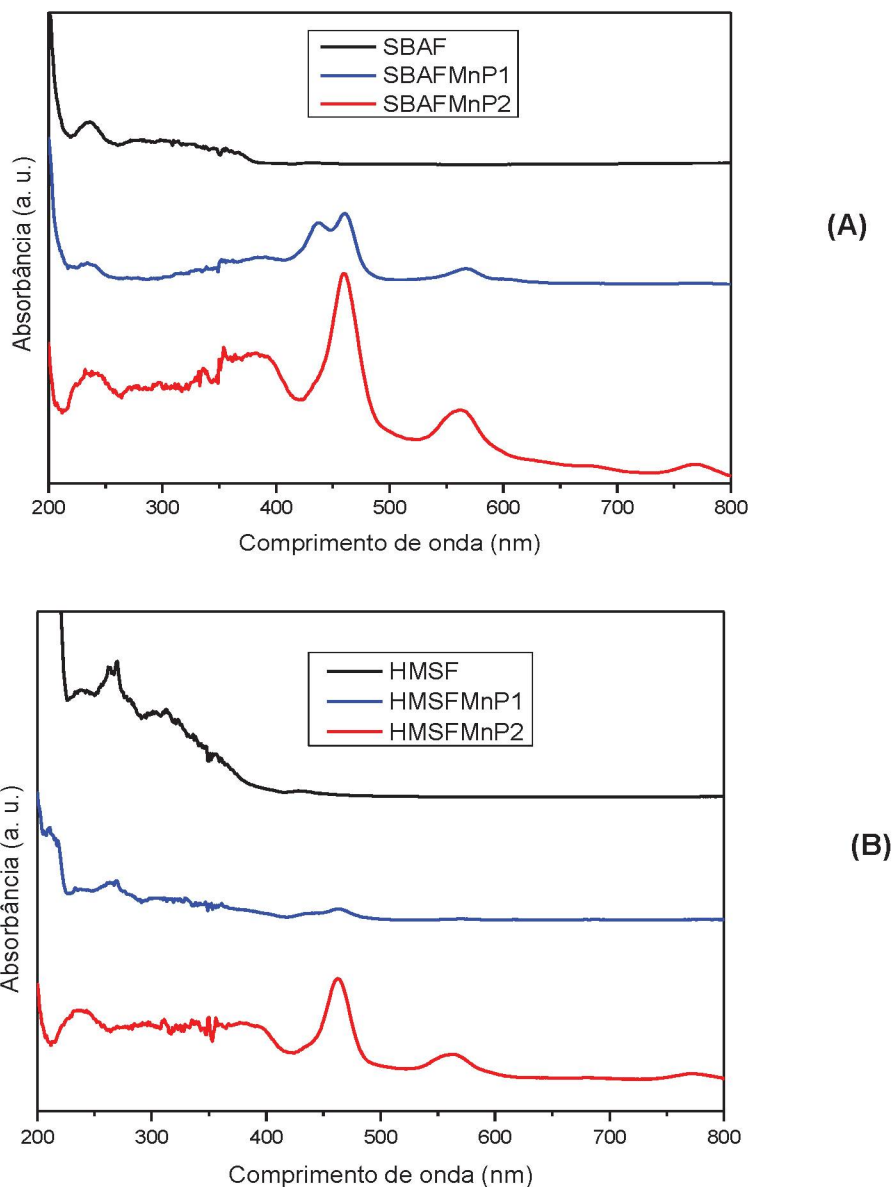 SBAF
SBAFMnP1
SBAFMnP2
Absorbância (a. u.)
(A)
200 300 400 500 600 700 800
Comprimento de onda (nm)
HMSF
HMSFMnP1
HMSFMnP2
Absorbância (a. u.)
(B)
200 300 400 500 600 700 800
Comprimento de onda (nm)